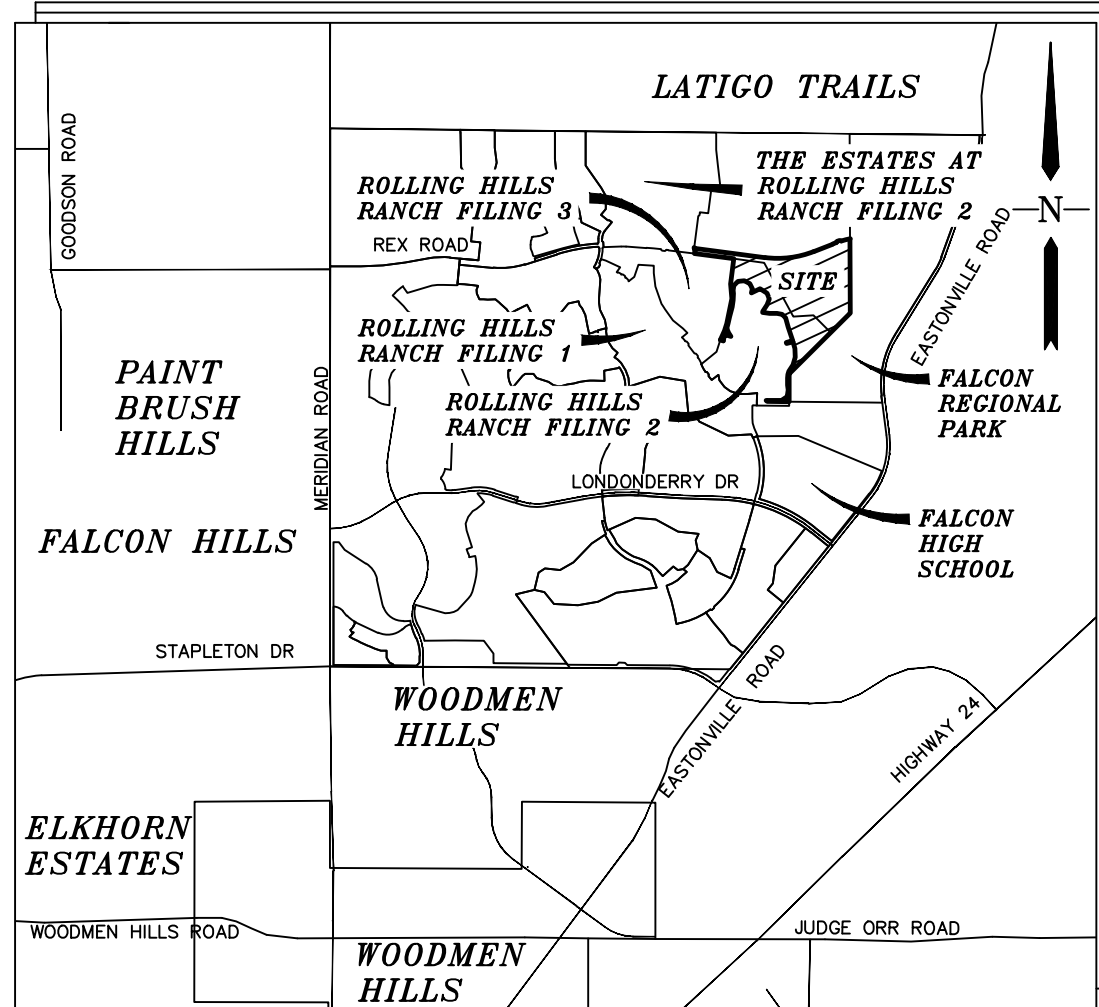 LATIGO TRAILS
GOODSON ROAD
THE ESTATES AT
ROLLING HILLS
RANCH FILING 2
ROLLING HILLS
RANCH FILING 3
N
REX ROAD
SITE
EASTONVILLE ROAD
ROLLING HILLS
RANCH FILING 1
PAINT
BRUSH
HILLS
MERIDIAN ROAD
ROLLING HILLS
RANCH FILING 2
FALCON
REGIONAL
PARK
LONDONDERRY DR
FALCON HILLS
FALCON
HIGH
SCHOOL
STAPLETON DR
WOODMEN
HILLS
EASTONVILLE ROAD
HIGHWAY 24
ELKHORN
ESTATES
WOODMEN HILLS ROAD
JUDGE ORR ROAD
WOODMEN
HILLS